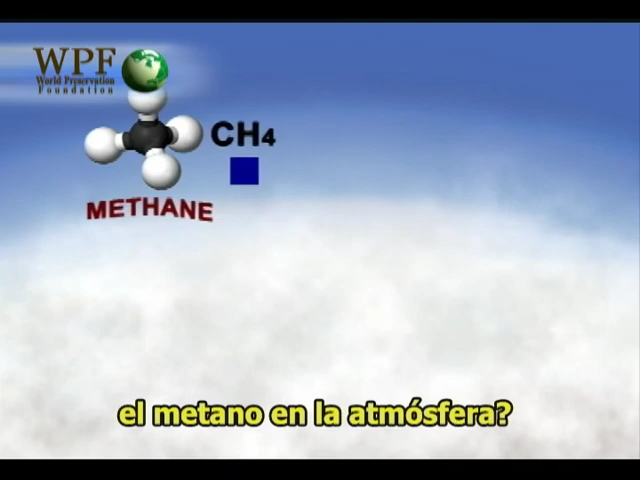 WPF
World Preservation
Foundation
CH4
METHANE
el metano en la atmósfera?